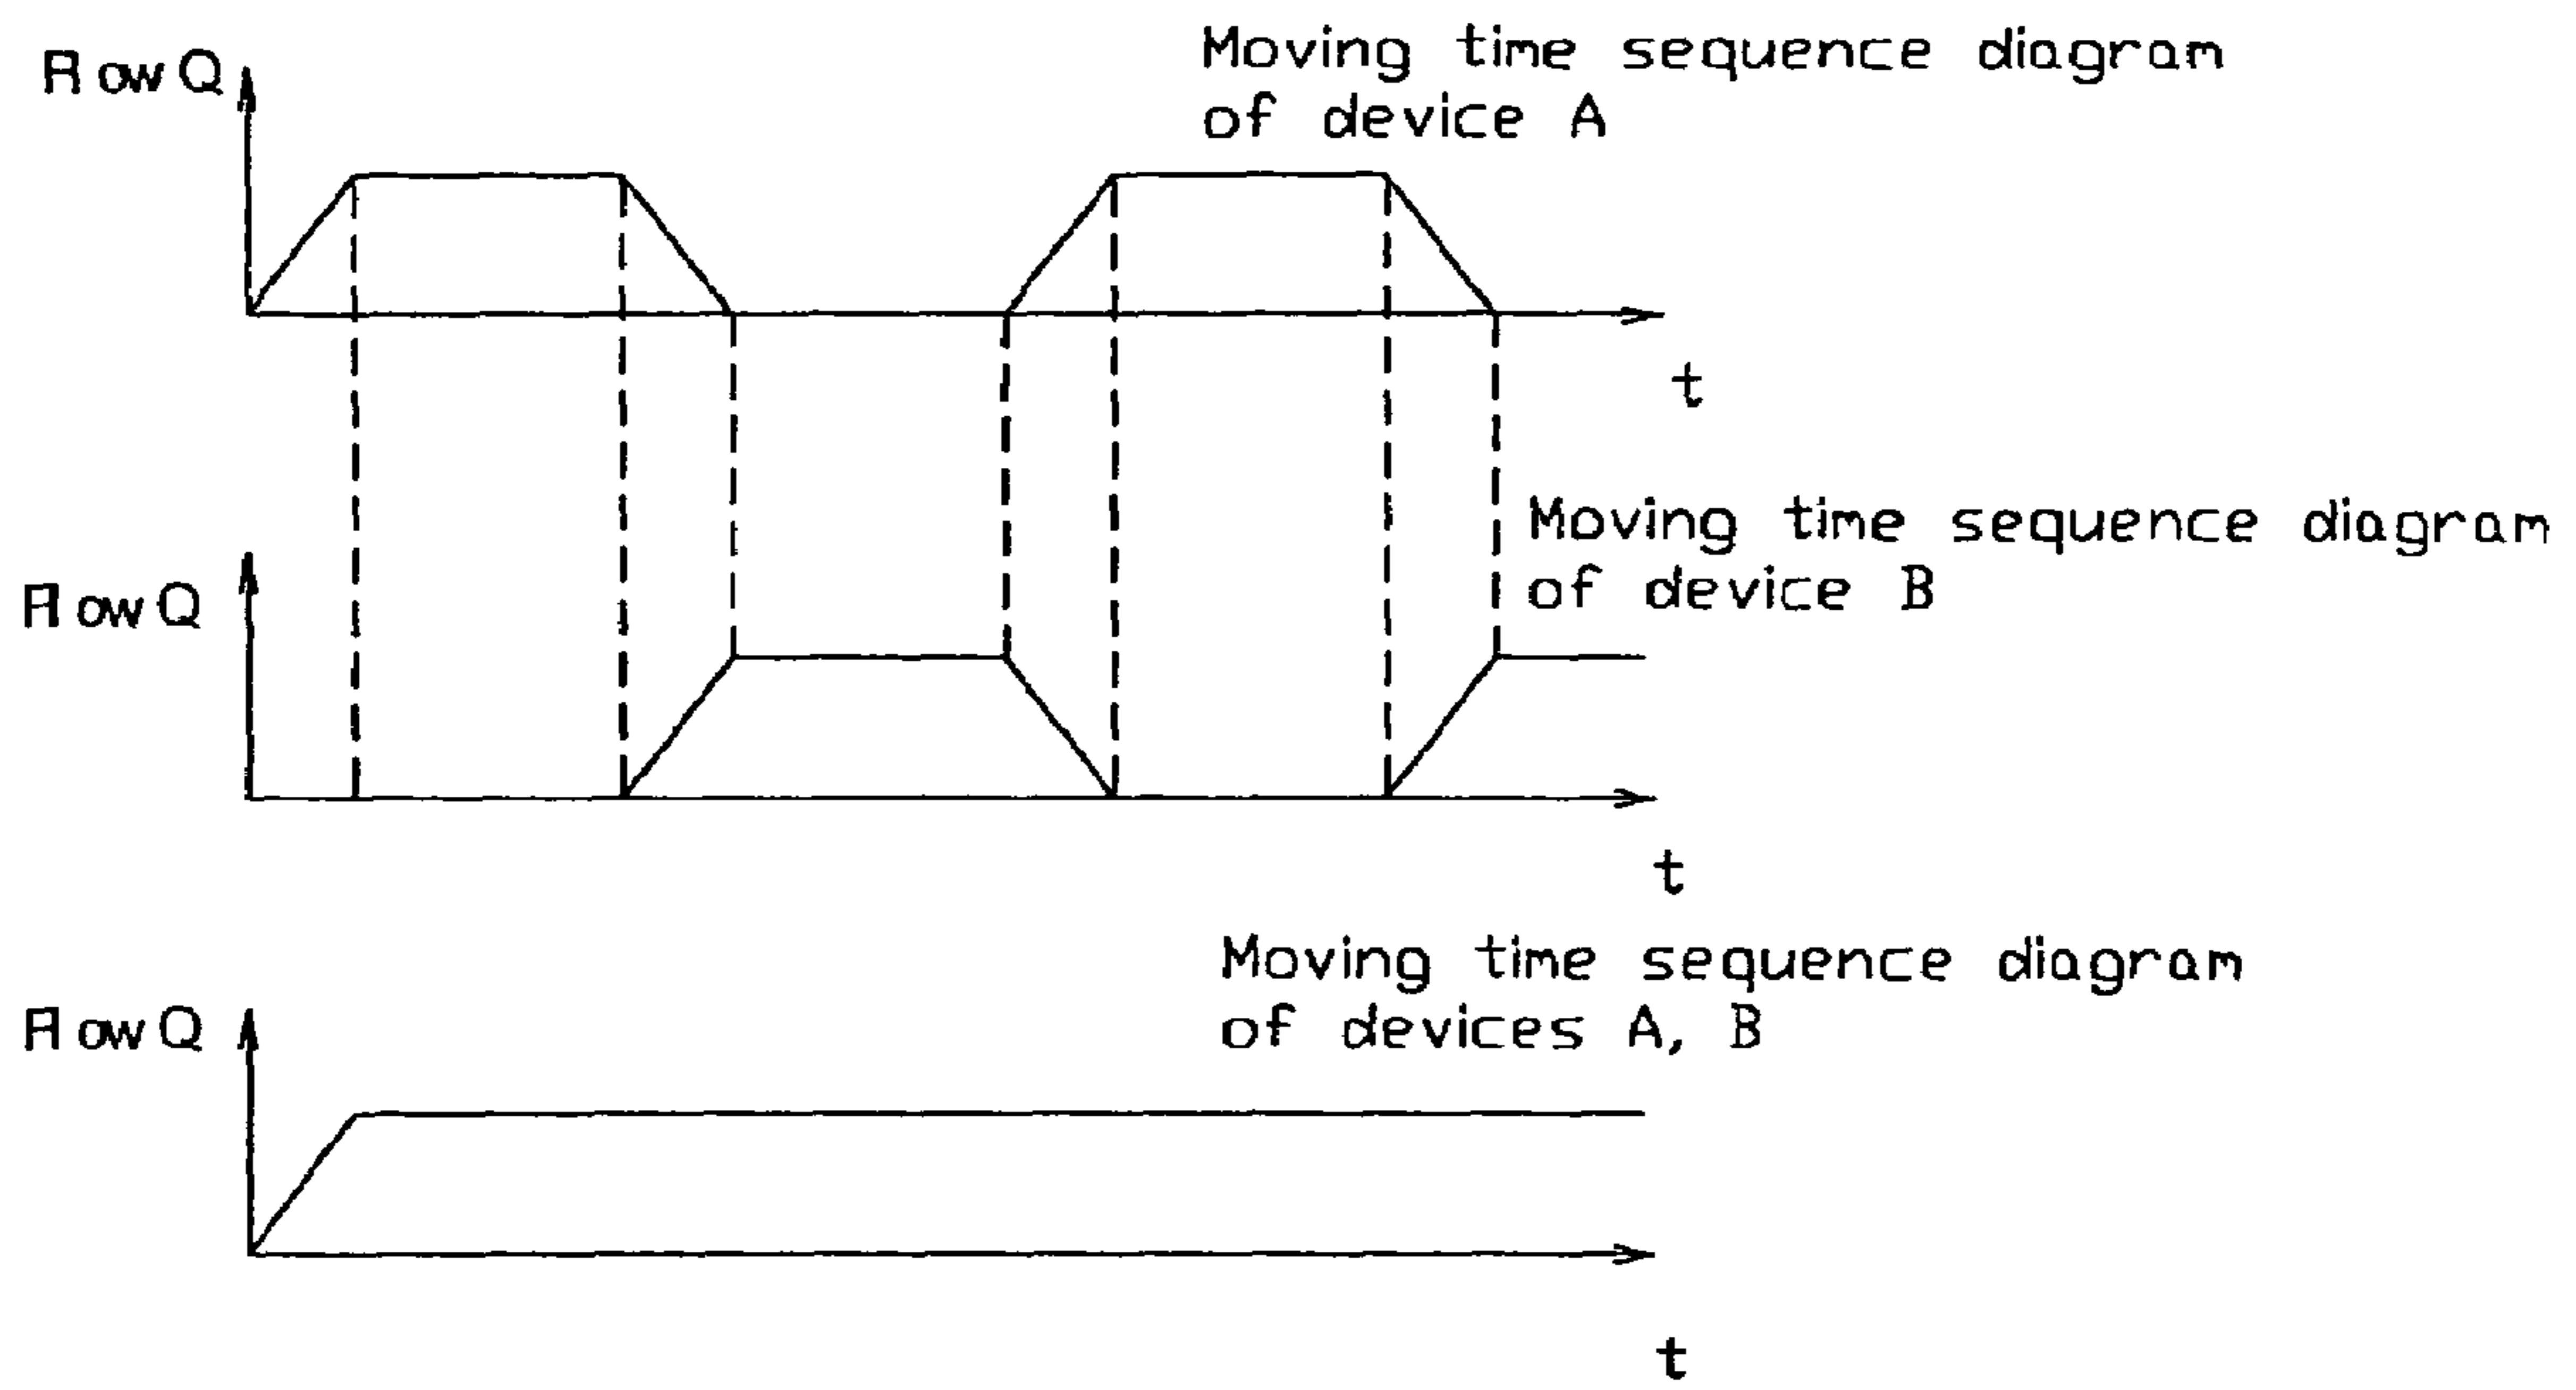 Flow Q
Moving time sequence diagram
of device A
t
Moving time sequence diagram
of device B
Flow Q
t
Moving time sequence diagram
of devices A, B
Flow Q
t